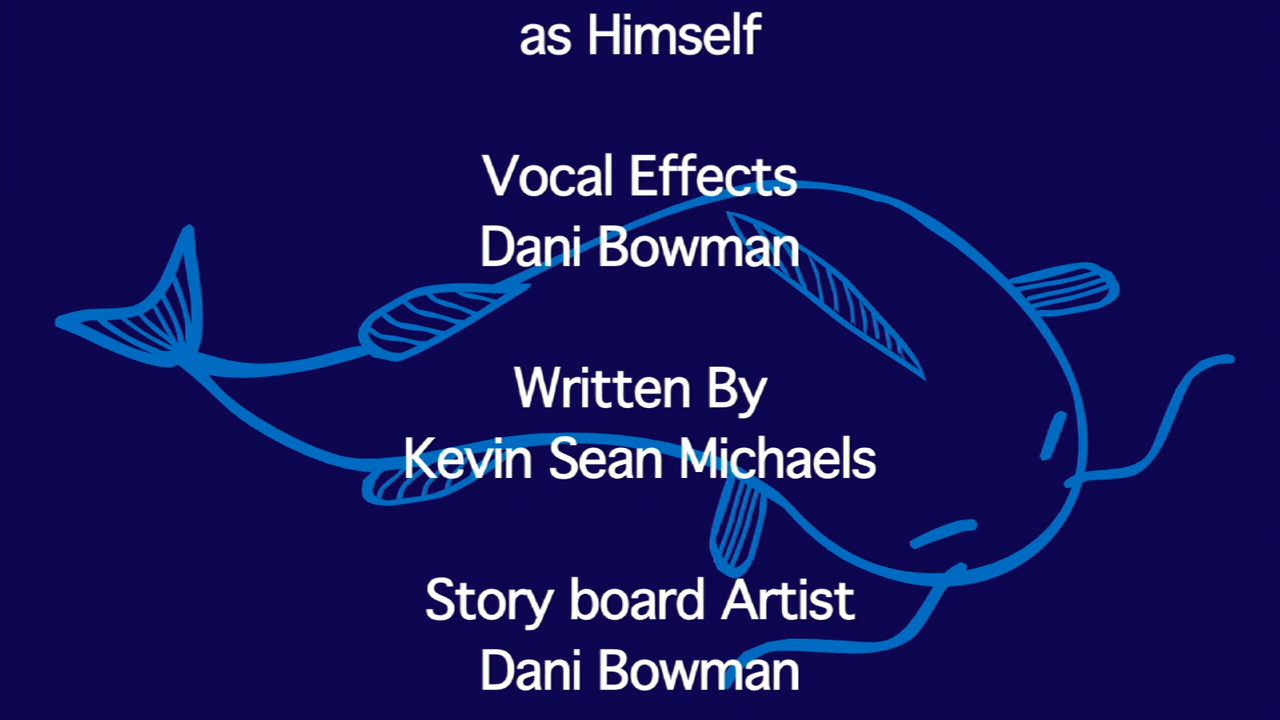 as Himself
Vocal Effects
Dani Bowman
Written By
Kevin Sean Michaels
Story board Artist
Dani Bowman